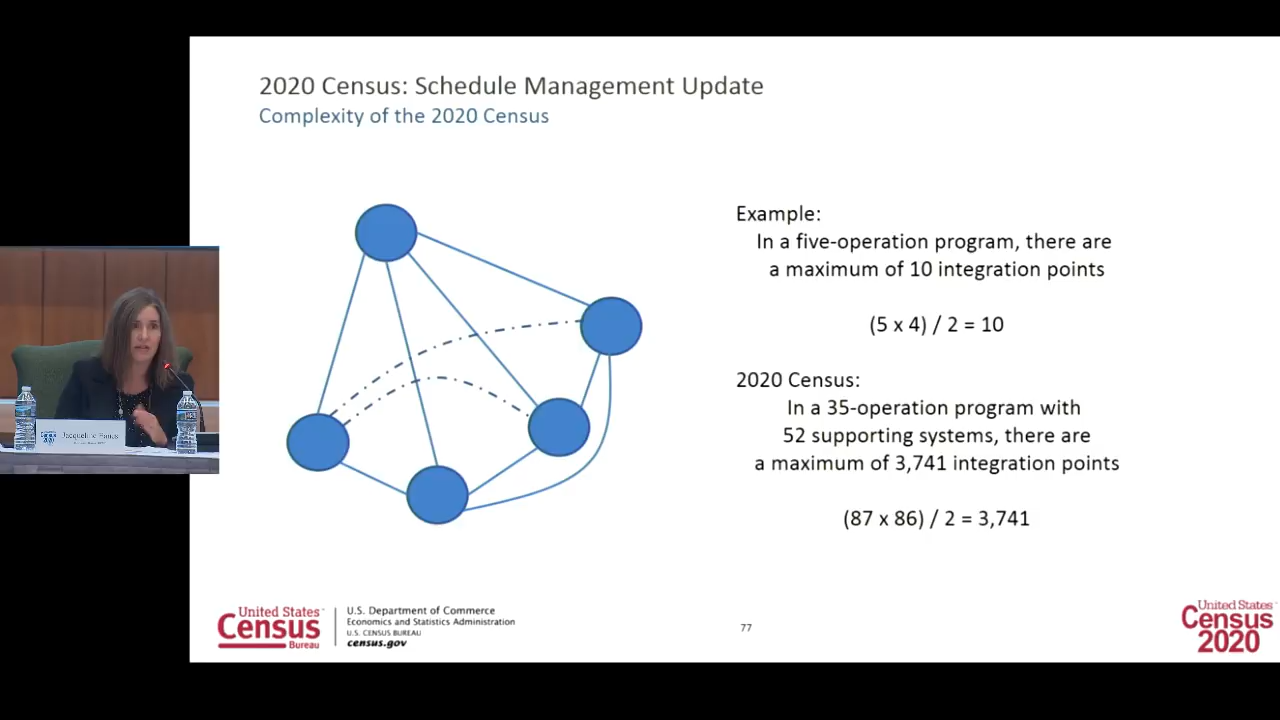 2020 Census: Schedule Management Update
Complexity of the 2020 Census
Example:
In a five-operation program, there are
a maximum of 10 integration points
(5 x 4) / 2 = 10
2020 Census:
In a 35-operation program with
52 supporting systems, there are
a maximum of 3,741 integration points
(87 x 86) / 2 = 3,741
Jacqueline Panus
United States
Census
Bureau
U.S. Department of Commerce
Economics and Statistics Administration
U.S. CENSUS BUREAU
census.gov
77
United States
Census
2020